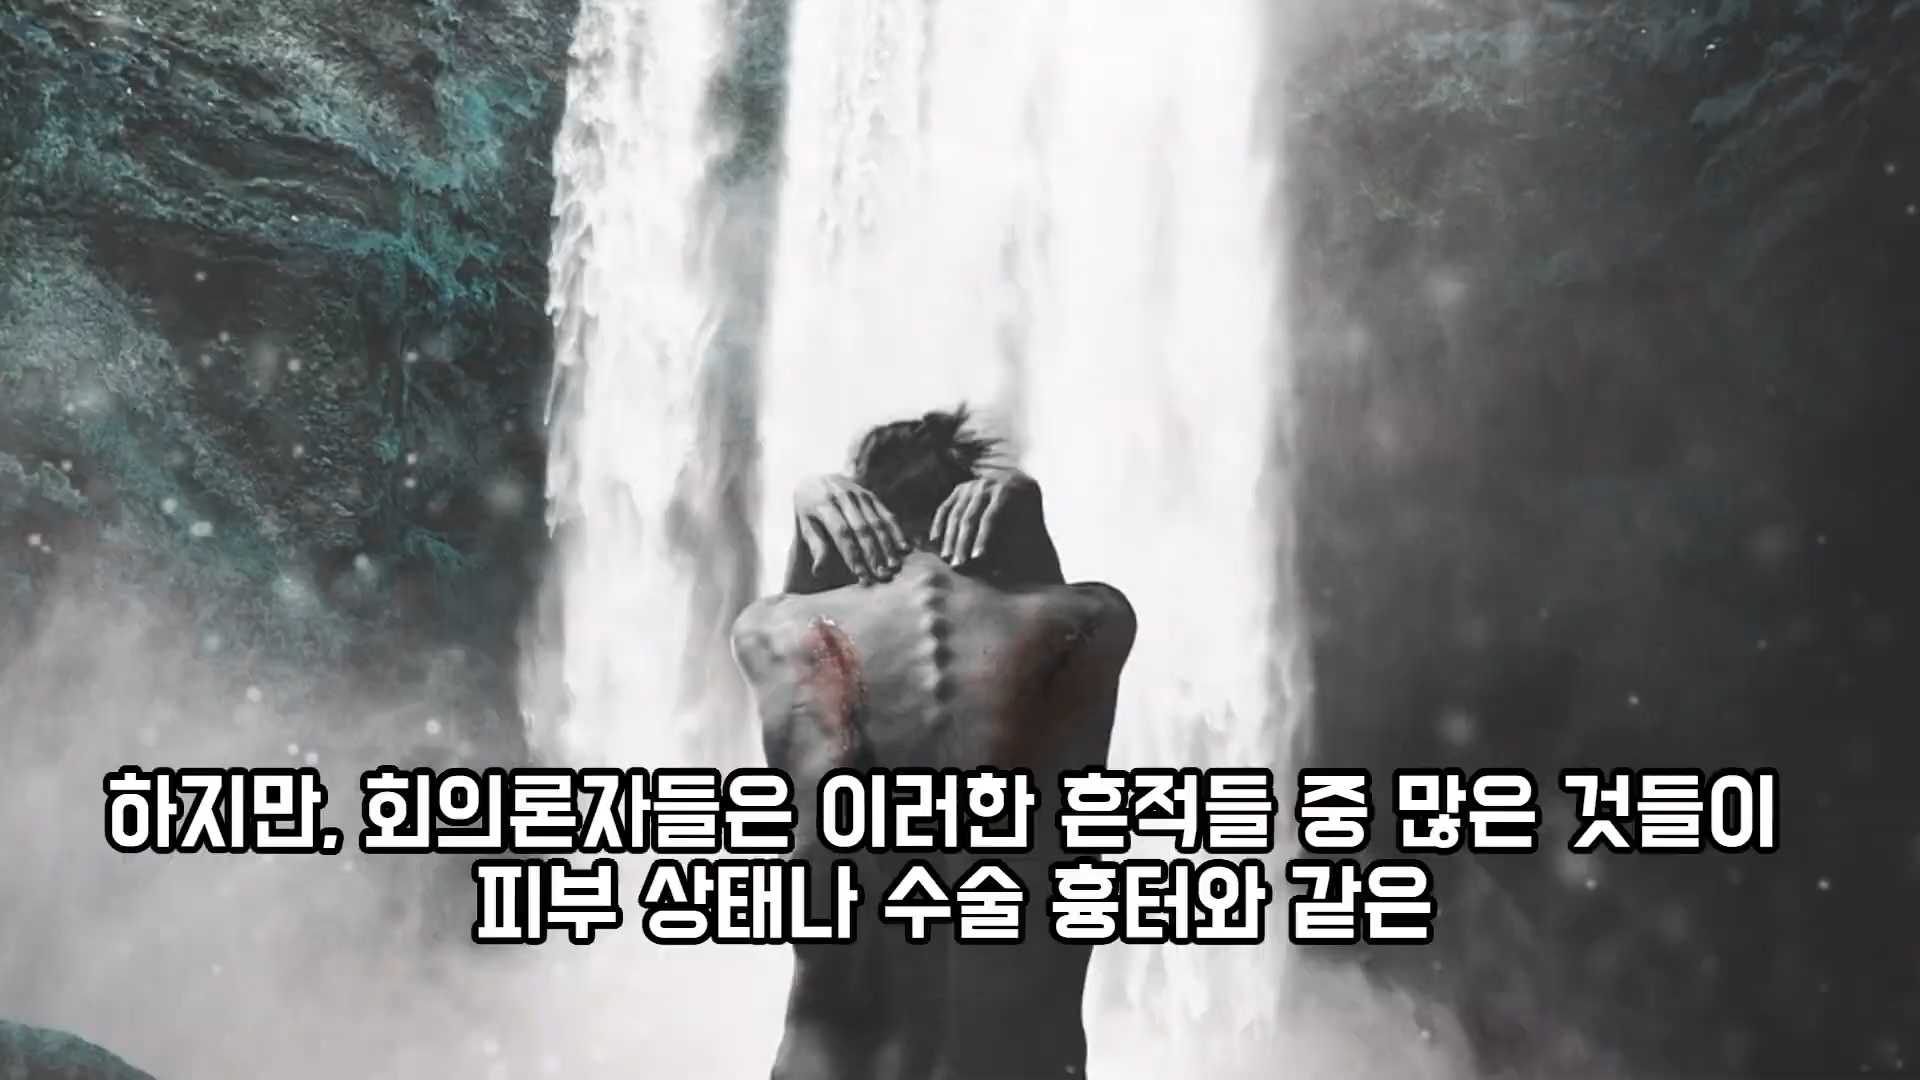 하지만, 회의론자들은 이러한 흔적들 중 많은 것들이
피부 상태나 수술 흉터와 같은